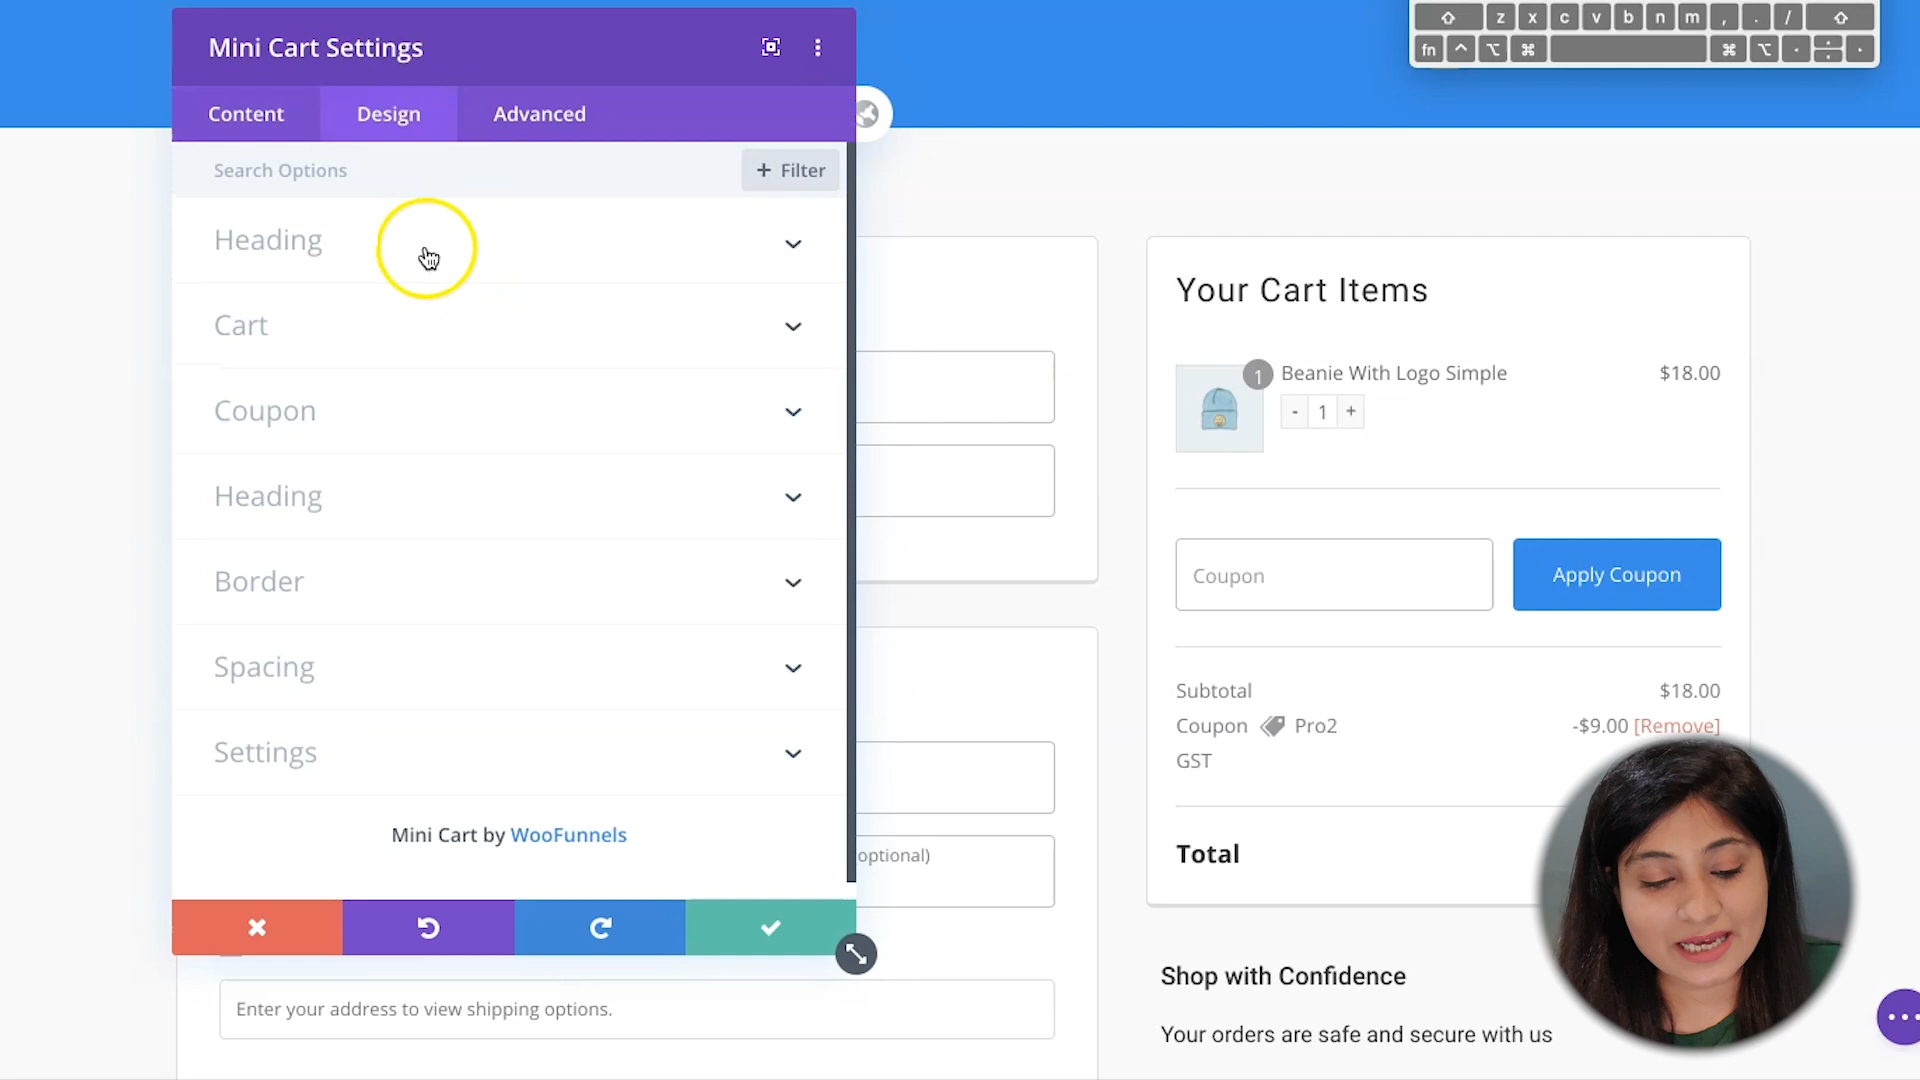 Mini Cart Settings
Content Design Advanced
Search Options + Filter
Heading
Cart
Coupon
Heading
Border
Spacing
Settings
Mini Cart by WooFunnels
optional)
Enter your address to view shipping options.
z x c v b n m , . /
fn
Your Cart Items
1 Beanie With Logo Simple $18.00
- 1 +
Coupon Apply Coupon
Subtotal $18.00
Coupon Pro2 -$9.00 [Remove]
GST
Total
Shop with Confidence
Your orders are safe and secure with us